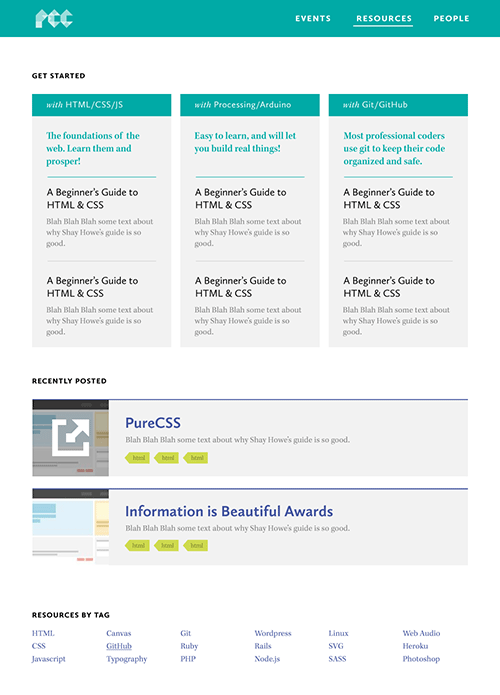 PCC
EVENTS RESOURCES PEOPLE
GET STARTED
with HTML/CSS/JS
The foundations of the
web. Learn them and
prosper!
A Beginner's Guide to
HTML & CSS
Blah Blah Blah some text about
why Shay Howe's guide is so
good.
A Beginner's Guide to
HTML & CSS
Blah Blah Blah some text about
why Shay Howe's guide is so
good.
with Processing/Arduino
Easy to learn, and will let
you build real things!
A Beginner's Guide to
HTML & CSS
Blah Blah Blah some text about
why Shay Howe's guide is so
good.
A Beginner's Guide to
HTML & CSS
Blah Blah Blah some text about
why Shay Howe's guide is so
good.
with Git/GitHub
Most professional coders
use git to keep their code
organized and safe.
A Beginner's Guide to
HTML & CSS
Blah Blah Blah some text about
why Shay Howe's guide is so
good.
A Beginner's Guide to
HTML & CSS
Blah Blah Blah some text about
why Shay Howe's guide is so
good.
RECENTLY POSTED
PureCSS
Blah Blah Blah some text about why Shay Howe's guide is so good.
html html html
Information is Beautiful Awards
Blah Blah Blah some text about why Shay Howe's guide is so good.
html html html
RESOURCES BY TAG
HTML Canvas Git Wordpress Linux Web Audio
CSS GitHub Ruby Rails SVG Heroku
Javascript Typography PHP Node.js SASS Photoshop